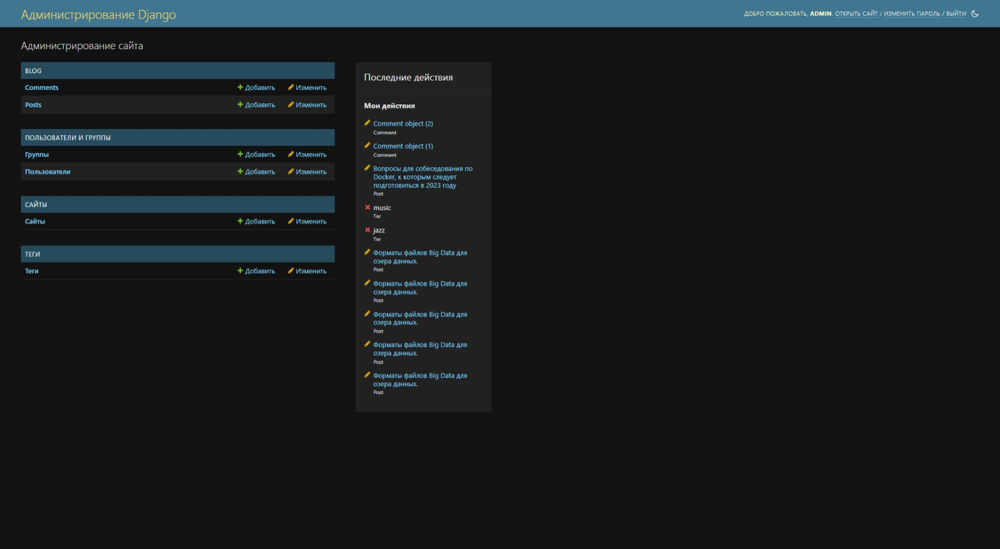 Администрирование Django
ДОБРО ПОЖАЛОВАТЬ, ADMIN. ОТКРЫТЬ САЙТ / ИЗМЕНИТЬ ПАРОЛЬ / ВЫЙТИ
Администрирование сайта
BLOG
Comments Добавить Изменить
Posts Добавить Изменить
ПОЛЬЗОВАТЕЛИ И ГРУППЫ
Группы Добавить Изменить
Пользователи Добавить Изменить
САЙТЫ
Сайты Добавить Изменить
ТЕГИ
Теги Добавить Изменить
Последние действия
Мои действия
Comment object (2)
Comment
Comment object (1)
Comment
Вопросы для собеседования по
Docker, к которым следует
подготовиться в 2023 году
Post
music
Тег
jazz
Тег
Форматы файлов Big Data для
озера данных.
Post
Форматы файлов Big Data для
озера данных.
Post
Форматы файлов Big Data для
озера данных.
Post
Форматы файлов Big Data для
озера данных.
Post
Форматы файлов Big Data для
озера данных.
Post